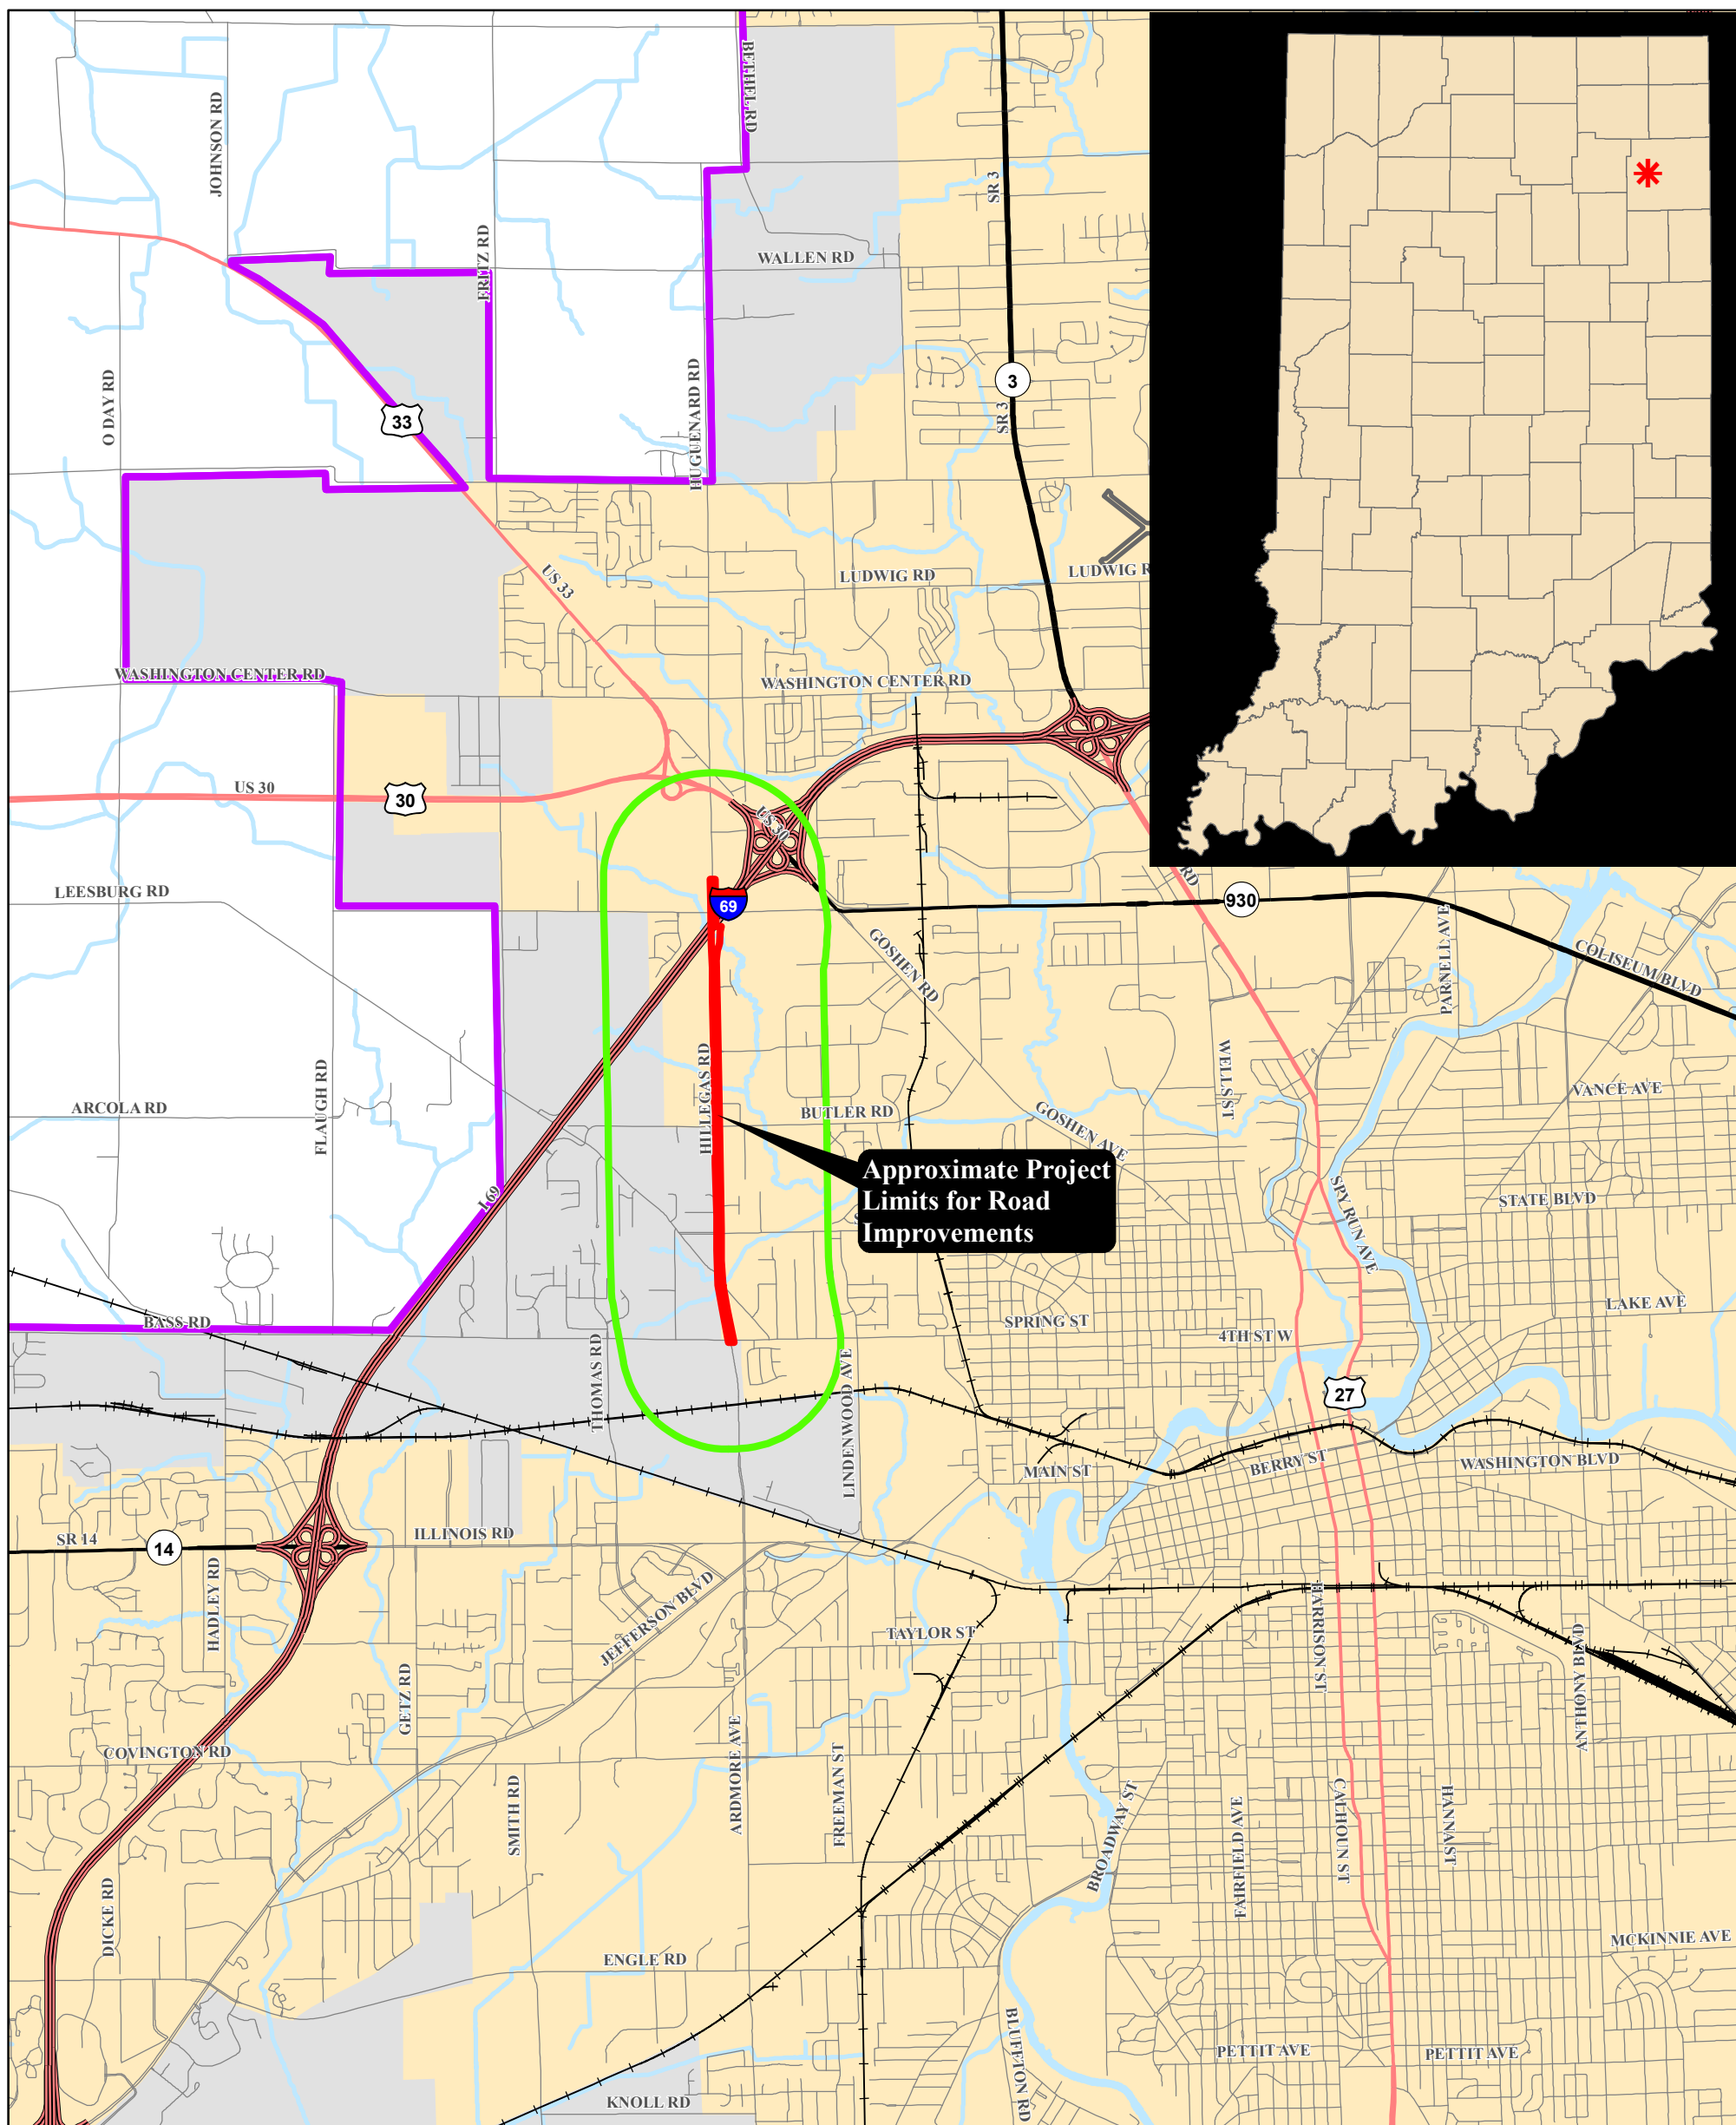 BETHEL RD
JOHNSON RD
SR 3
WALLEN RD
FRITZ RD
3
O DAY RD
33
HUGUENARD RD
SR 3
US 33
LUDWIG RD
LUDWIG R
WASHINGTON CENTER RD
WASHINGTON CENTER RD
US 30
30
US 30
LEESBURG RD
69
RD
930
GOSHEN RD
PARNELL AVE
COLISEUM BLVD
HILLEGAS RD
WELLS ST
VANCE AVE
ARCOLA RD
FLAUGH RD
BUTLER RD
GOSHEN AVE
Approximate Project
Limits for Road
Improvements
I 69
SPY RUN AVE
STATE BLVD
BASS RD
SPRING ST
4TH ST W
LAKE AVE
THOMAS RD
LINDENWOOD AVE
27
MAIN ST
BERRY ST
WASHINGTON BLVD
SR 14
14
ILLINOIS RD
HADLEY RD
JEFFERSON BLVD
TAYLOR ST
HARRISON ST
ANTHONY BLVD
GETZ RD
COVINGTON RD
SMITH RD
ARDMORE AVE
FREEMAN ST
BROADWAY ST
FAIRFIELD AVE
CALHOUN ST
HANNA ST
DICKE RD
ENGLE RD
MCKINNIE AVE
BLUFFTON RD
PETTIT AVE
PETTIT AVE
KNOLL RD